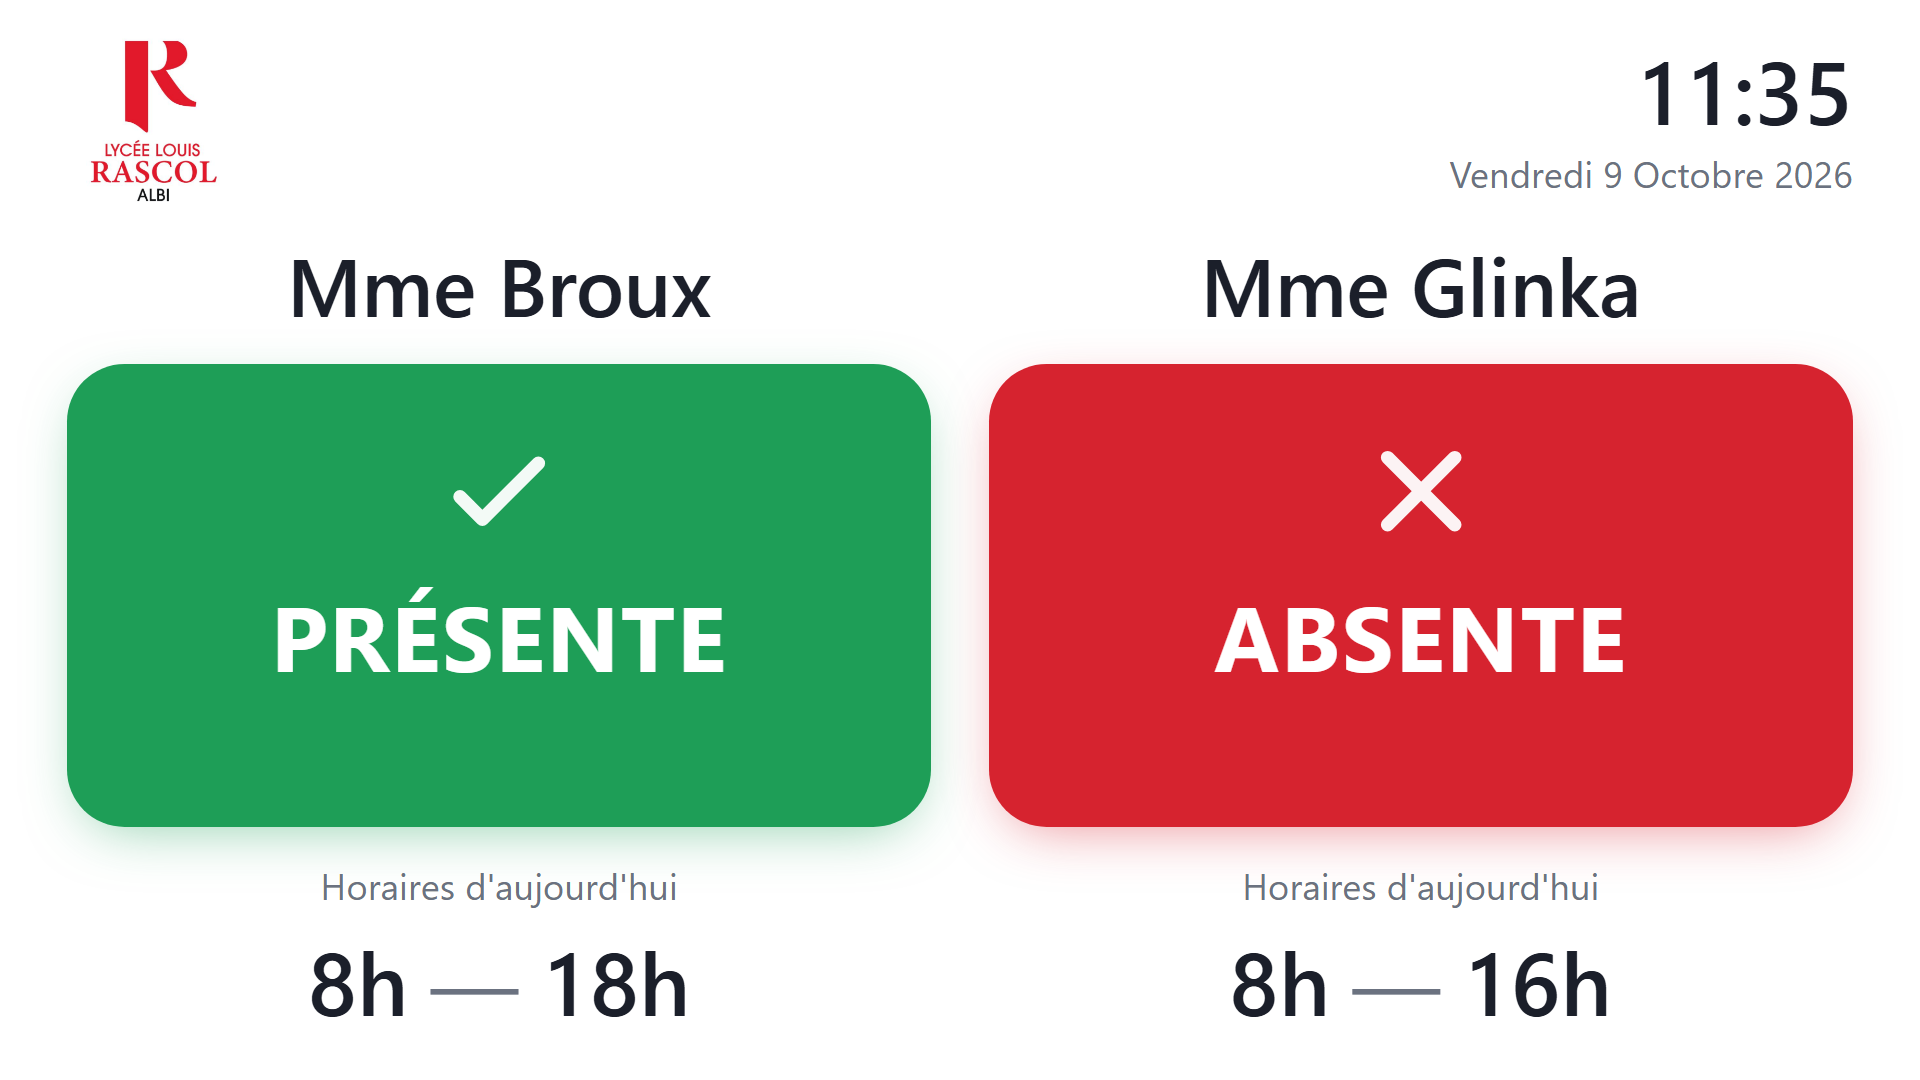 LYCÉE LOUIS
RASCOL
ALBI
11:35
Vendredi 9 Octobre 2026
Mme Broux
PRÉSENTE
Horaires d'aujourd'hui
8h — 18h
Mme Glinka
ABSENTE
Horaires d'aujourd'hui
8h — 16h